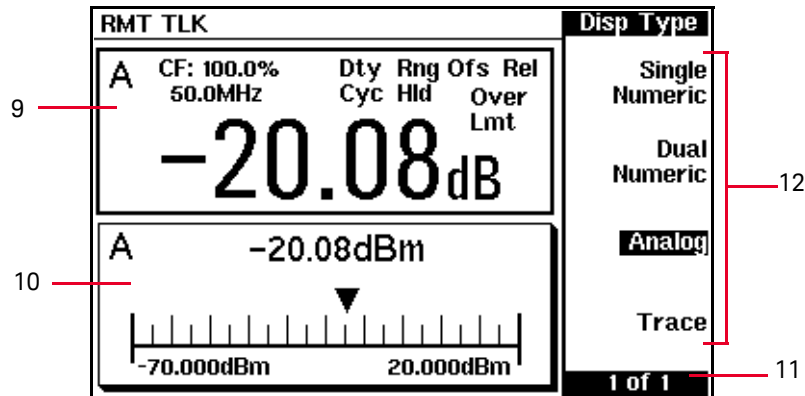 RMT TLK
Disp Type
9
A
CF: 100.0%
50.0MHz
Dty Rng Ofs Rel
Cyc Hld Over
Lmt
-20.08dB
10
A
-20.08dBm
-70.000dBm 20.000dBm
Single
Numeric
Dual
Numeric
Analog
Trace
12
1 of 1
11